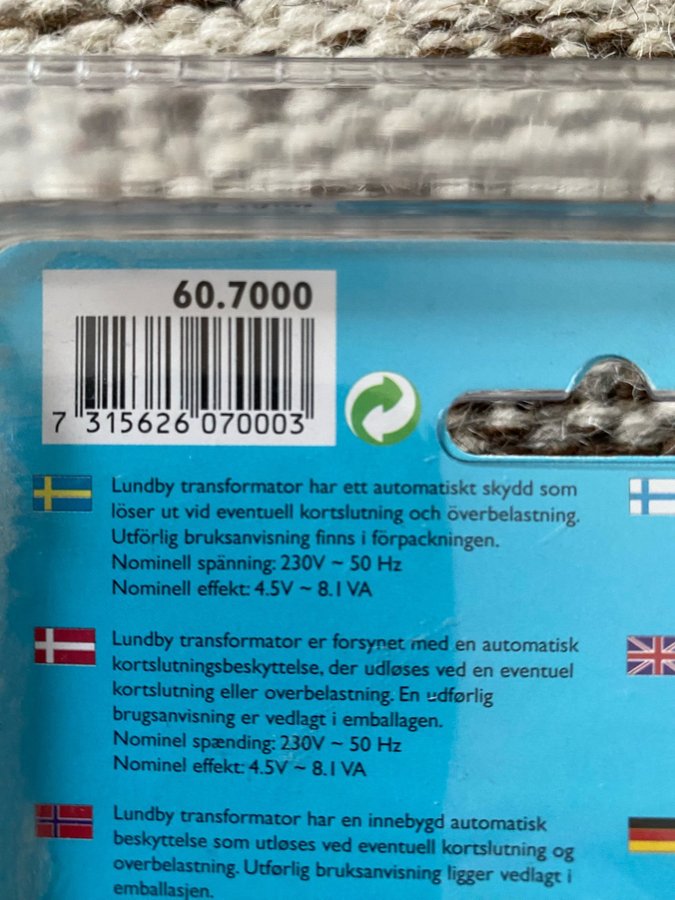 60.7000
7 315626 070003
Lundby transformator har ett automatiskt skydd som
löser ut vid eventuell kortslutning och överbelastning.
Utförlig bruksanvisning finns i förpackningen.
Nominell spänning: 230V ~ 50 Hz
Nominell effekt: 4.5V ~ 8.1 VA
Lundby transformator er forsynet med en automatisk
kortslutningsbeskyttelse, der udløses ved en eventuel
kortslutning eller overbelastning. En udførlig
brugsanvisning er vedlagt i emballagen.
Nominel spænding: 230V ~ 50 Hz
Nominel effekt: 4.5V ~ 8.1 VA
Lundby transformator har en innebygd automatisk
beskyttelse som utløses ved eventuell kortslutning og
overbelastning. Utførlig bruksanvisning ligger vedlagt i
emballasjen.